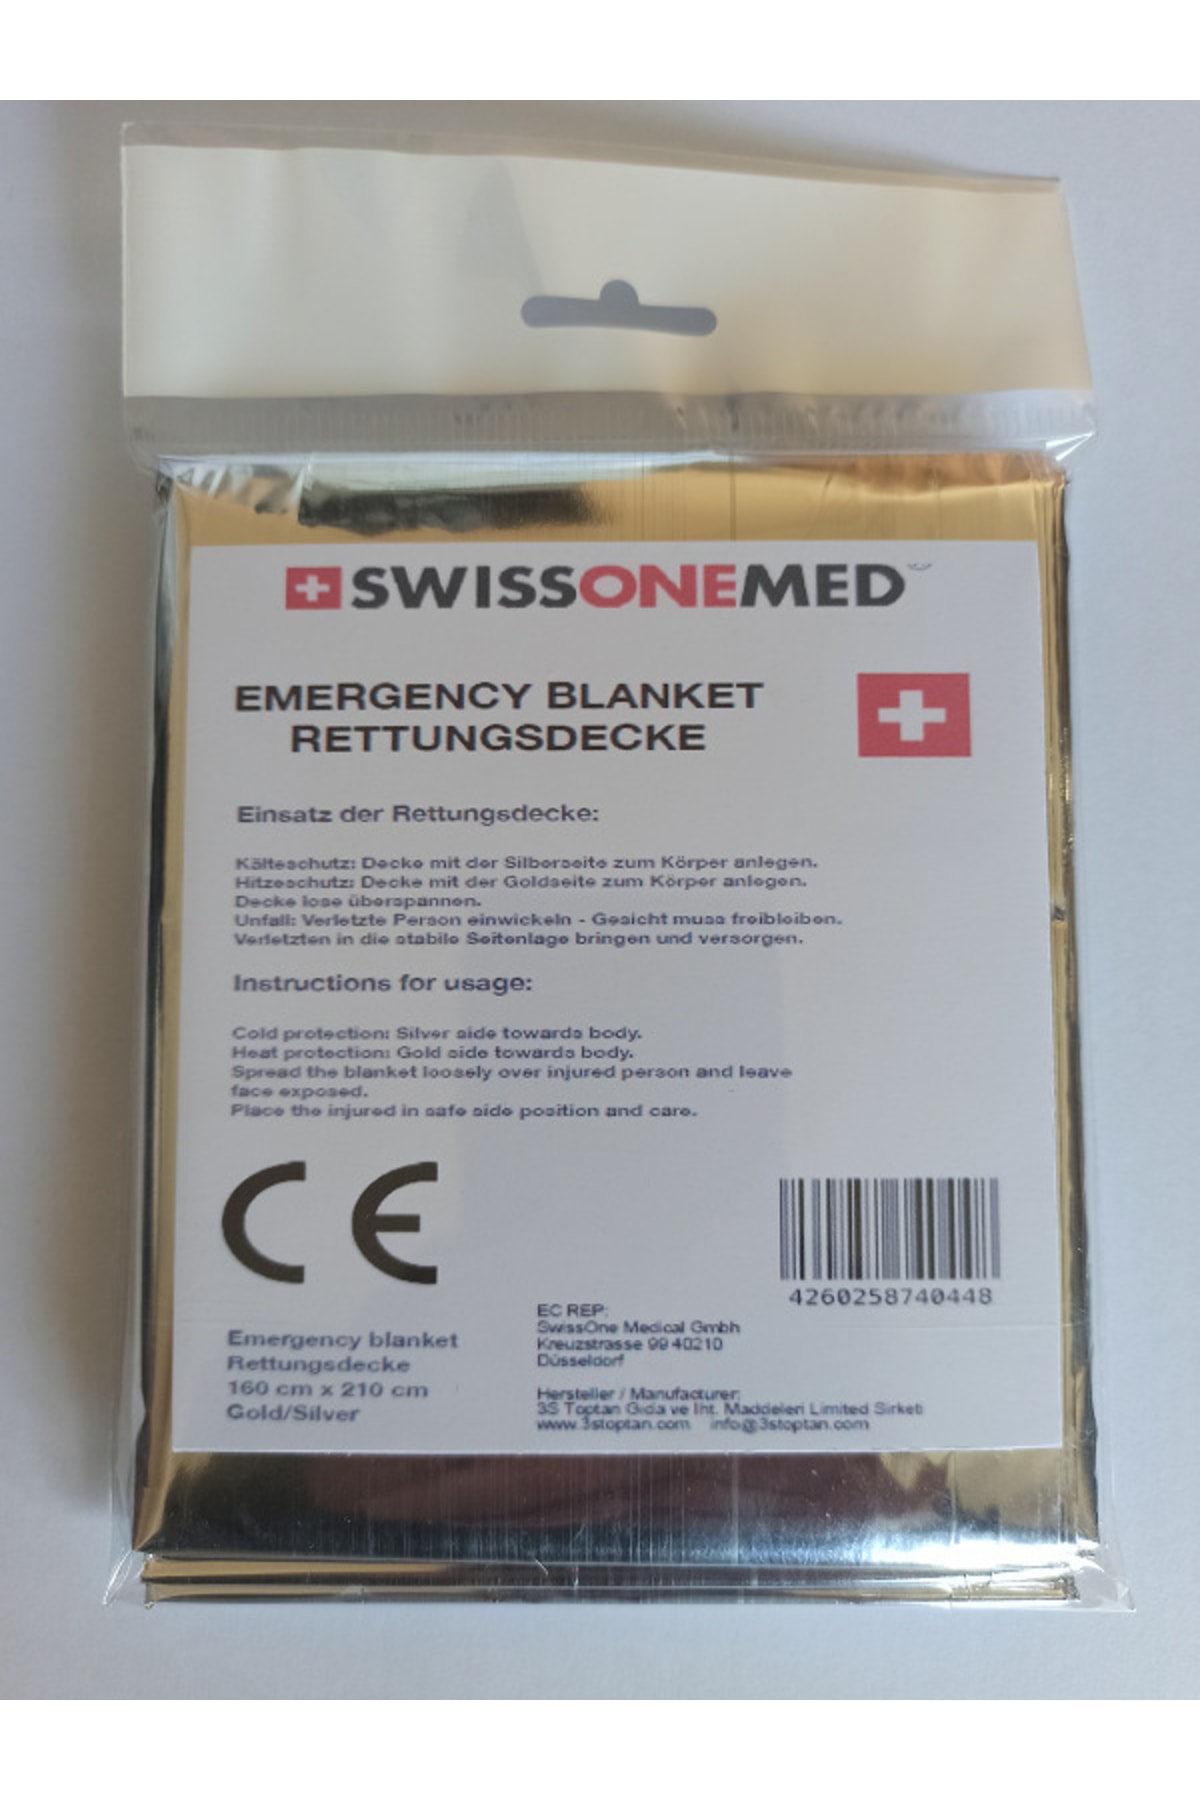 SWISSONEMED
EMERGENCY BLANKET
RETTUNGSDECKE
Einsatz der Rettungsdecke:
Kälteschutz: Decke mit der Silberseite zum Körper anlegen.
Hitzeschutz: Decke mit der Goldseite zum Körper anlegen.
Decke lose überspannen.
Unfall: Verletzte Person einwickeln - Gesicht muss freibleiben.
Verletzten in die stabile Seitenlage bringen und versorgen.
Instructions for usage:
Cold protection: Silver side towards body.
Heat protection: Gold side towards body.
Spread the blanket loosely over injured person and leave
face exposed.
Place the injured in safe side position and care.
CE
4260258740448
EC REP:
SwissOne Medical Gmbh
Kreuzstrasse 99 40210
Düsseldorf
Emergency blanket
Rettungsdecke
160 cm x 210 cm
Gold/Silver
Hersteller / Manufacturer:
3S Toptan Gida ve Iht. Maddeleri Limited Sirketi
www.3stoptan.com info@3stoptan.com